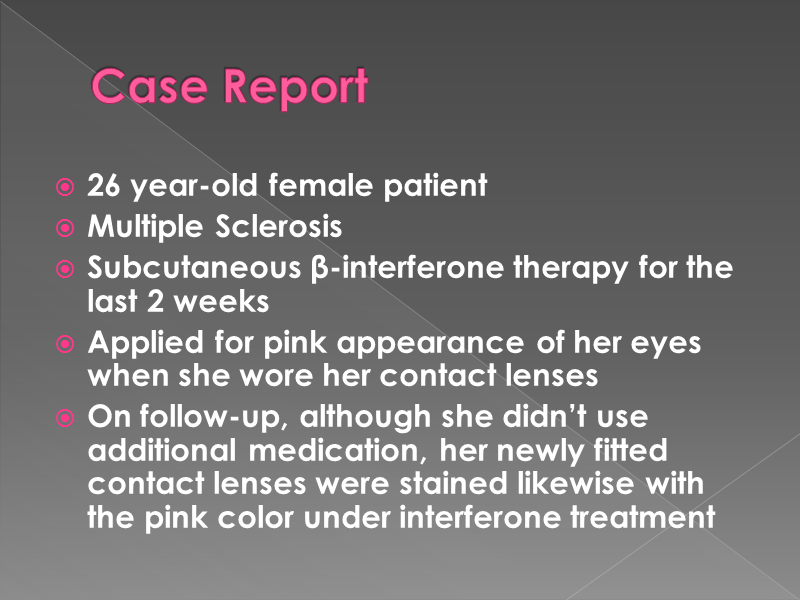 Case Report
26 year-old female patient
Multiple Sclerosis
Subcutaneous β-interferone therapy for the
last 2 weeks
Applied for pink appearance of her eyes
when she wore her contact lenses
On follow-up, although she didn’t use
additional medication, her newly fitted
contact lenses were stained likewise with
the pink color under interferone treatment